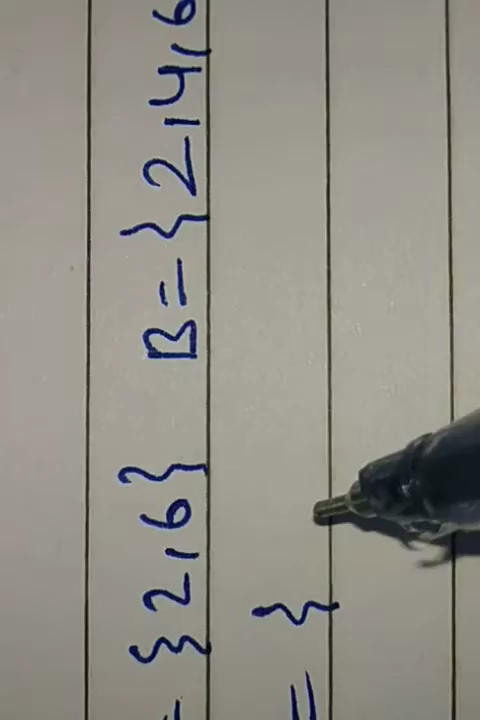 = {2,6} B = {2,4,6
= {